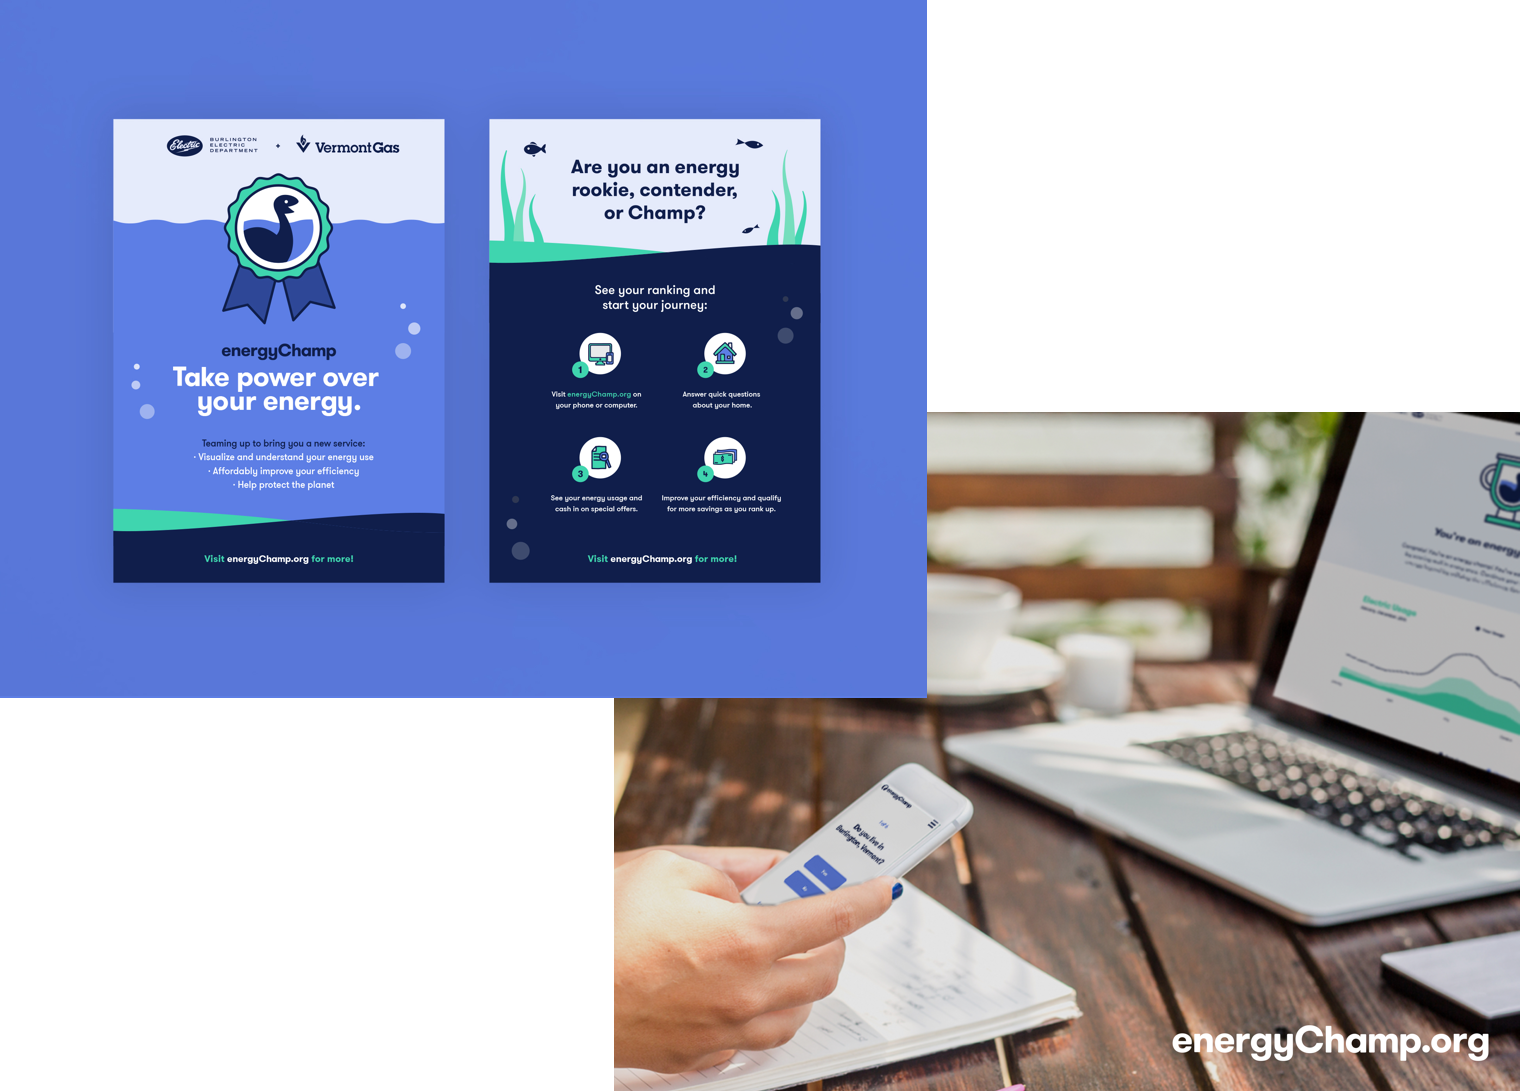 Electric
BURLINGTON
ELECTRIC
DEPARTMENT
+
VermontGas
energyChamp
Take power over
your energy.
Teaming up to bring you a new service:
· Visualize and understand your energy use
· Affordably improve your efficiency
· Help protect the planet
Visit energyChamp.org for more!
Are you an energy
rookie, contender,
or Champ?
See your ranking and
start your journey:
1
Visit energyChamp.org on
your phone or computer.
2
Answer quick questions
about your home.
3
See your energy usage and
cash in on special offers.
4
Improve your efficiency and qualify
for more savings as you rank up.
Visit energyChamp.org for more!
You're an energy
Electric Usage
energyChamp
Do you live in
Burlington, Vermont?
Yes
No
energyChamp.org